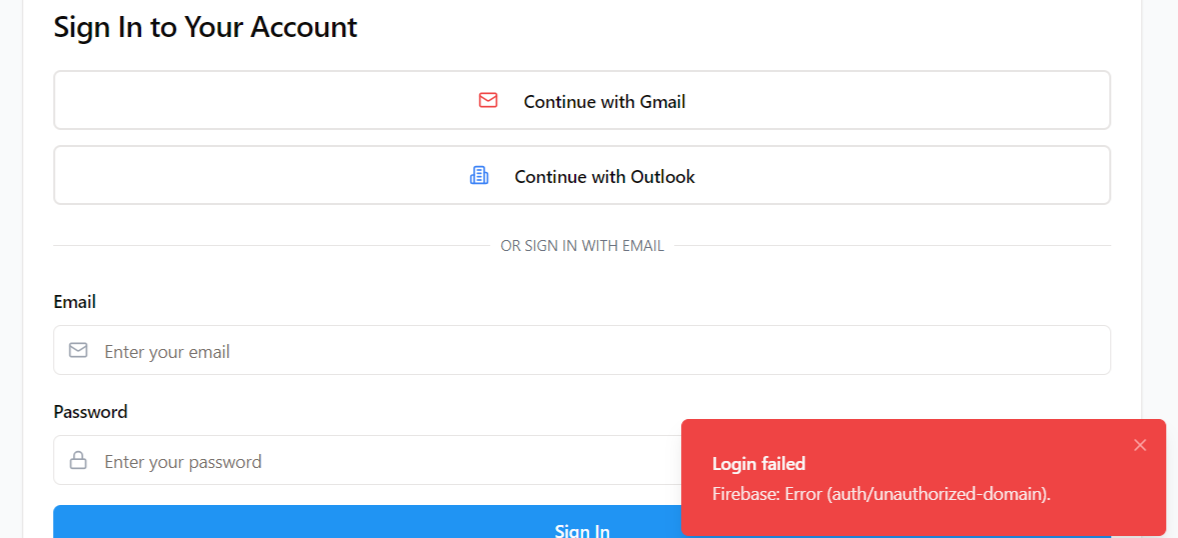 Sign In to Your Account
Continue with Gmail
Continue with Outlook
OR SIGN IN WITH EMAIL
Email
Enter your email
Password
Enter your password
Login failed
Firebase: Error (auth/unauthorized-domain).
Sign In